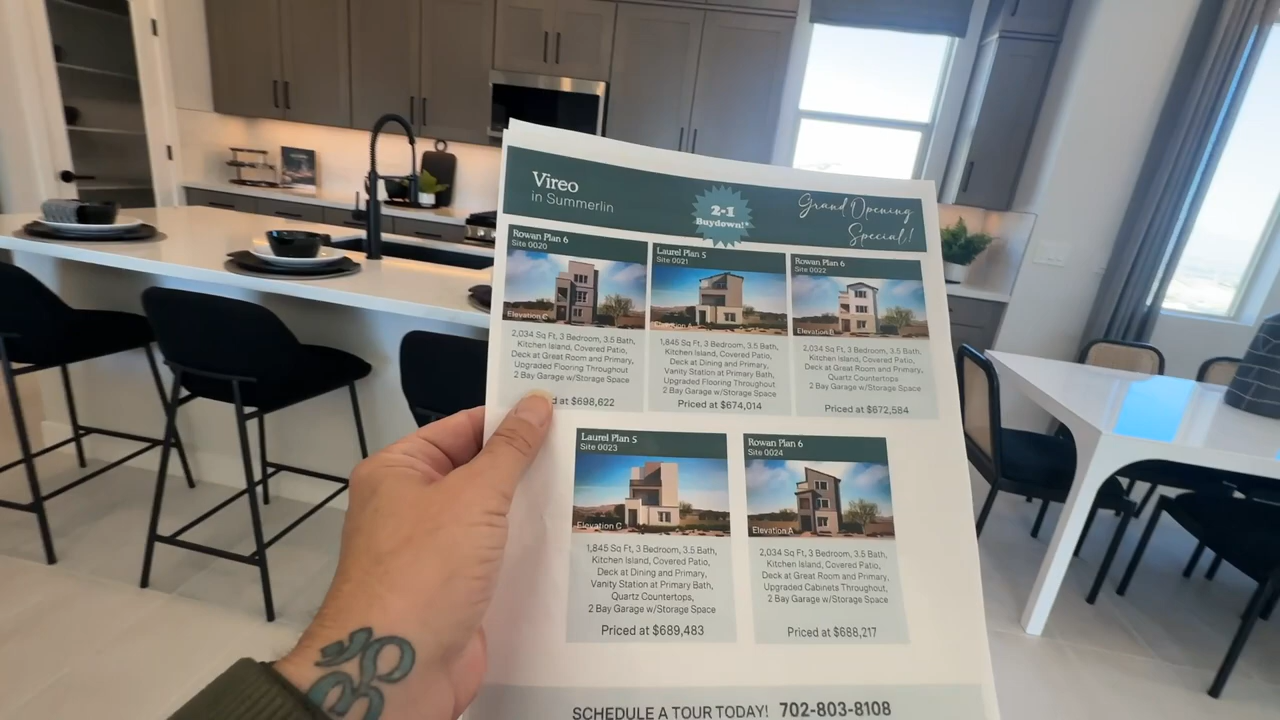 Vireo
in Summerlin
2-1
Buydown!*
Grand Opening
Special!
Rowan Plan 6
Site 0020
Elevation C
2,034 Sq Ft, 3 Bedroom, 3.5 Bath,
Kitchen Island, Covered Patio,
Deck at Great Room and Primary,
Upgraded Flooring Throughout
2 Bay Garage w/Storage Space
d at $698,622
Laurel Plan 5
Site 0021
Elevation
1,845 Sq Ft, 3 Bedroom, 3.5 Bath,
Kitchen Island, Covered Patio,
Deck at Dining and Primary,
Vanity Station at Primary Bath,
Upgraded Flooring Throughout
2 Bay Garage w/Storage Space
Priced at $674,014
Rowan Plan 6
Site 0022
Elevation B
2,034 Sq Ft, 3 Bedroom, 3.5 Bath,
Kitchen Island, Covered Patio,
Deck at Great Room and Primary,
Quartz Countertops
2 Bay Garage w/Storage Space
Priced at $672,584
Laurel Plan 5
Site 0023
Elevation C
1,845 Sq Ft, 3 Bedroom, 3.5 Bath,
Kitchen Island, Covered Patio,
Deck at Dining and Primary,
Vanity Station at Primary Bath,
Quartz Countertops,
2 Bay Garage w/Storage Space
Priced at $689,483
Rowan Plan 6
Site 0024
Elevation A
2,034 Sq Ft, 3 Bedroom, 3.5 Bath,
Kitchen Island, Covered Patio,
Deck at Great Room and Primary,
Upgraded Cabinets Throughout,
2 Bay Garage w/Storage Space
Priced at $688,217
SCHEDULE A TOUR TODAY! 702-803-8108